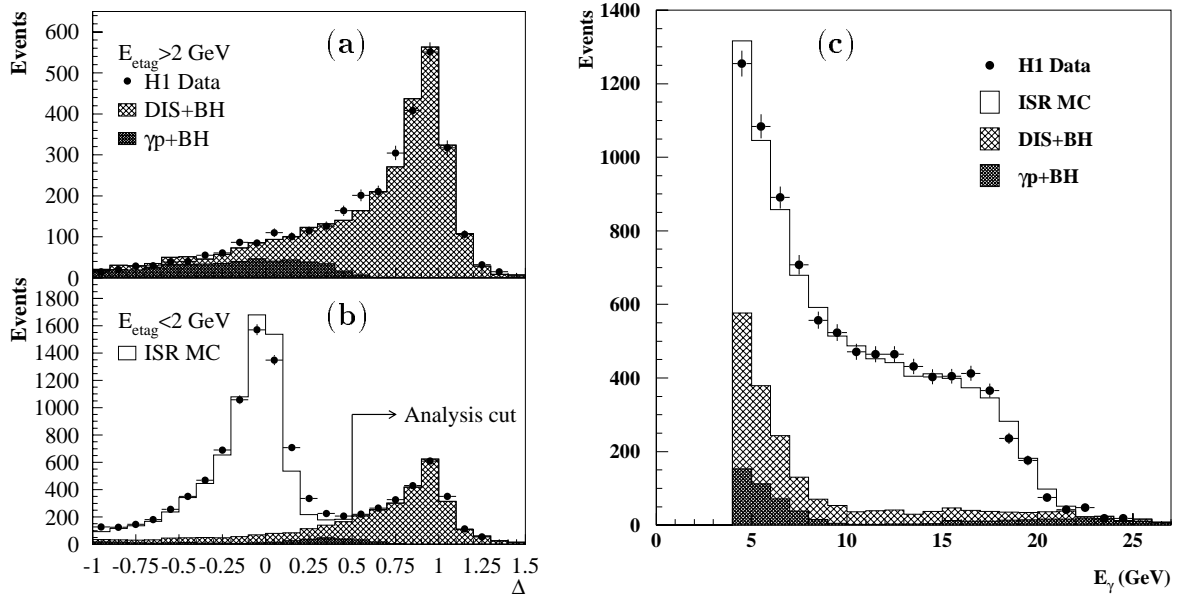 Events
600
500
400
300
200
100
0
(a)
E_etag>2 GeV
H1 Data
DIS+BH
γp+BH
Events
1800
1600
1400
1200
1000
800
600
400
200
0
(b)
E_etag<2 GeV
ISR MC
Analysis cut
-1 -0.75 -0.5 -0.25 0 0.25 0.5 0.75 1 1.25 1.5
Δ
Events
1400
1200
1000
800
600
400
200
0
(c)
H1 Data
ISR MC
DIS+BH
γp+BH
0 5 10 15 20 25
E_γ (GeV)